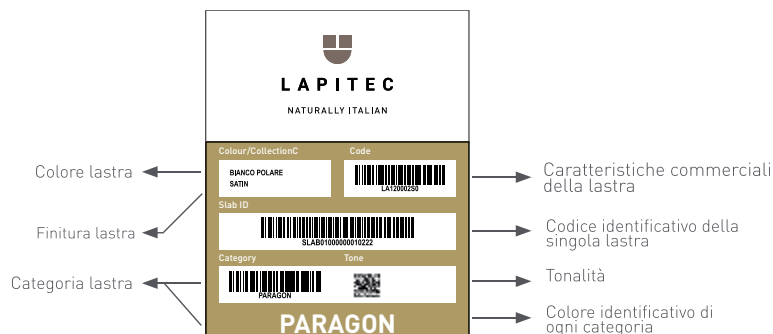 LAPITEC
NATURALLY ITALIAN
Colour/CollectionC
Code
BIANCO POLARE
SATIN
LA120002S0
Slab ID
SLAB01000000010222
Category
Tone
PARAGON
PARAGON
Colore lastra
Finitura lastra
Categoria lastra
Caratteristiche commerciali
della lastra
Codice identificativo della
singola lastra
Tonalità
Colore identificativo di
ogni categoria